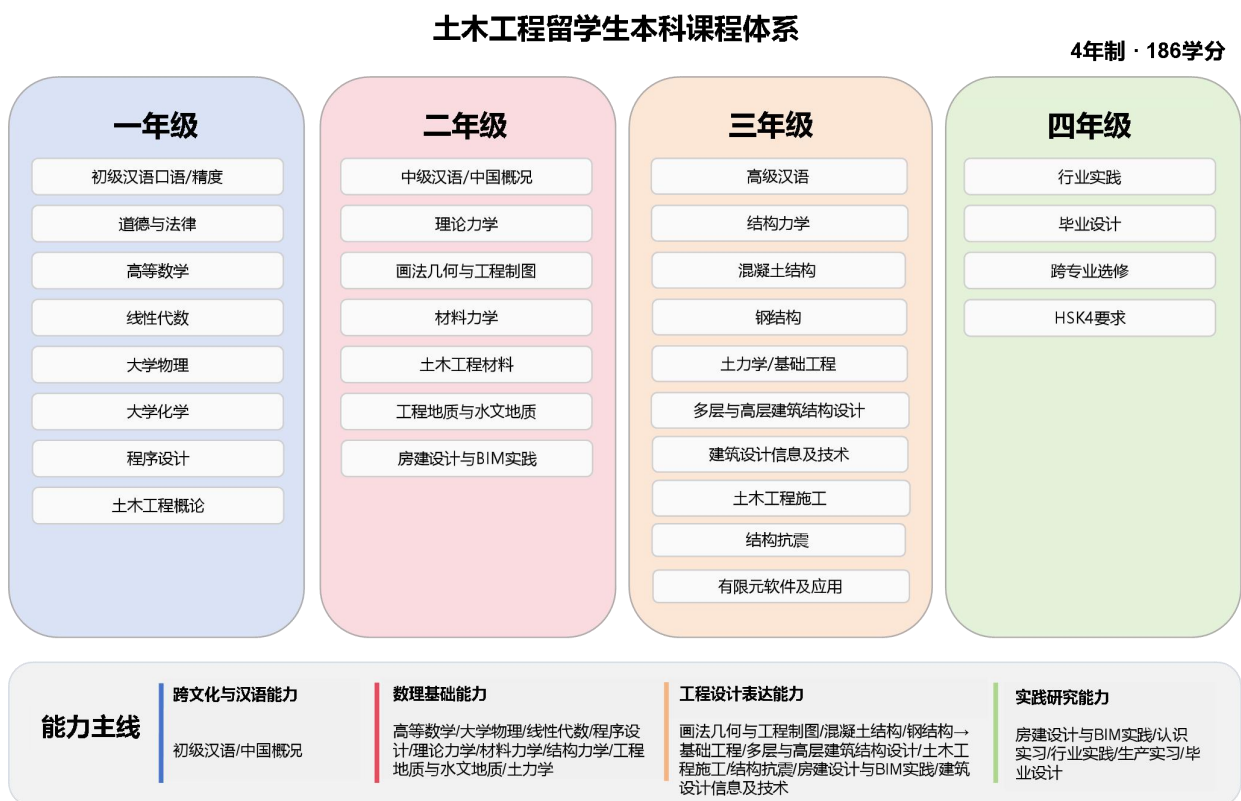 土木工程留学生本科课程体系
4年制 · 186学分
一年级
初级汉语口语/精度
道德与法律
高等数学
线性代数
大学物理
大学化学
程序设计
土木工程概论
二年级
中级汉语/中国概况
理论力学
画法几何与工程制图
材料力学
土木工程材料
工程地质与水文地质
房建设计与BIM实践
三年级
高级汉语
结构力学
混凝土结构
钢结构
土力学/基础工程
多层与高层建筑结构设计
建筑设计信息及技术
土木工程施工
结构抗震
有限元软件及应用
四年级
行业实践
毕业设计
跨专业选修
HSK4要求
能力主线
跨文化与汉语能力
初级汉语/中国概况
数理基础能力
高等数学/大学物理/线性代数/程序设
计/理论力学/材料力学/结构力学/工程
地质与水文地质/土力学
工程设计表达能力
画法几何与工程制图/混凝土结构/钢结构→
基础工程/多层与高层建筑结构设计/土木工
程施工/结构抗震/房建设计与BIM实践/建筑
设计信息及技术
实践研究能力
房建设计与BIM实践/认识
实习/行业实践/生产实习/毕
业设计